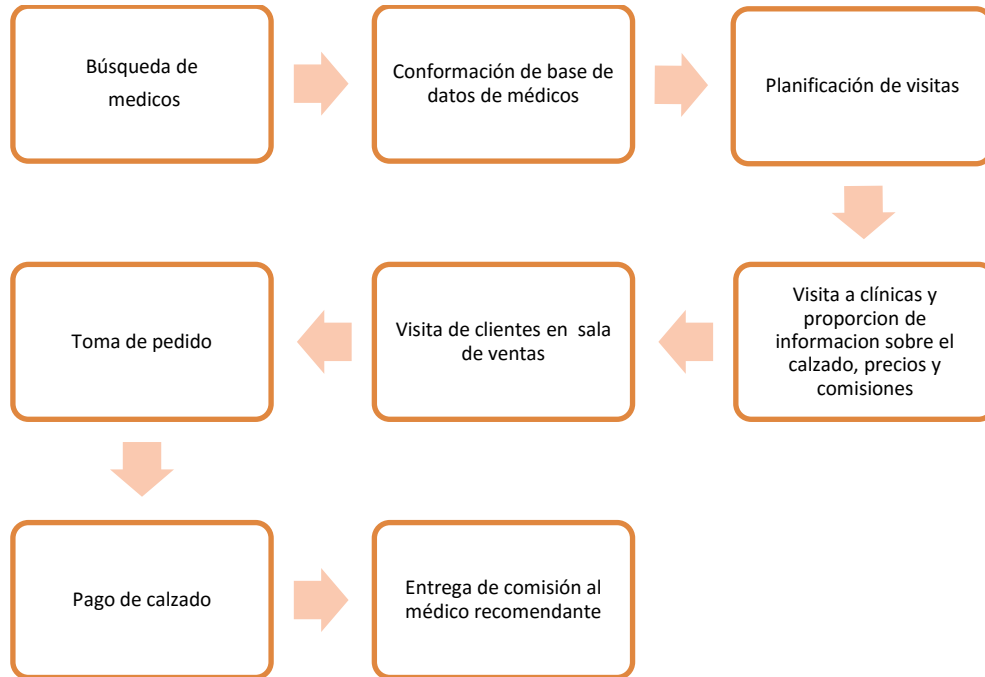 Búsqueda de
medicos
Conformación de base de
datos de médicos
Planificación de visitas
Visita a clínicas y
proporcion de
informacion sobre el
calzado, precios y
comisiones
Visita de clientes en sala
de ventas
Toma de pedido
Pago de calzado
Entrega de comisión al
médico recomendante